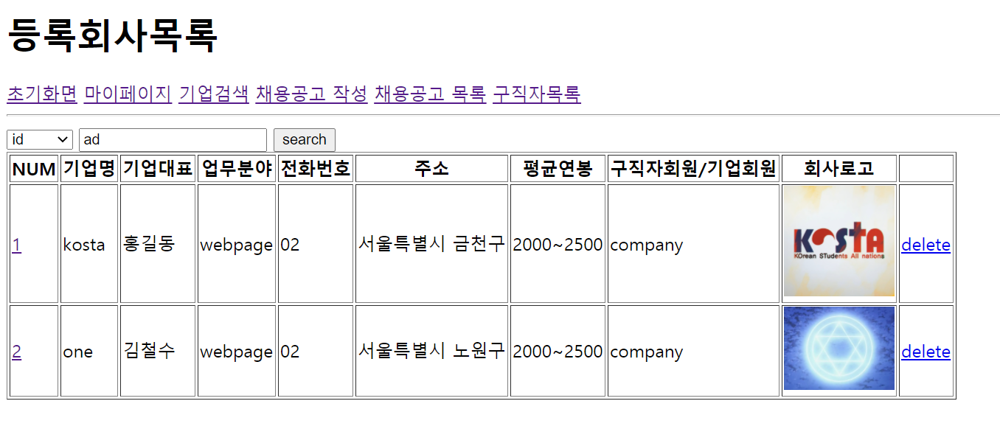 등록회사목록
초기화면 마이페이지 기업검색 채용공고 작성 채용공고 목록 구직자목록
id ad search
NUM 기업명 기업대표 업무분야 전화번호 주소 평균연봉 구직자회원/기업회원 회사로고
1 kosta 홍길동 webpage 02 서울특별시 금천구 2000~2500 company KOSTA delete
KOrean STudents All nations
2 one 김철수 webpage 02 서울특별시 노원구 2000~2500 company delete